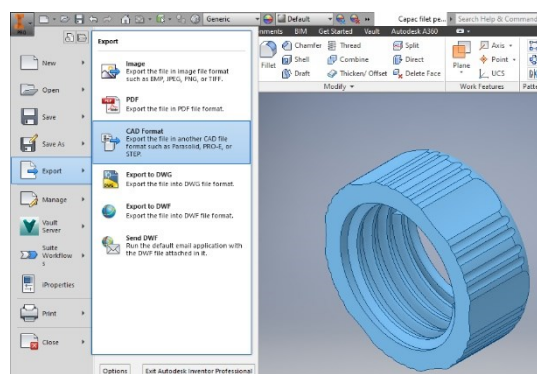 PRO
Generic
Default
Capac filet pe...
Search Help & Command
nments BIM Get Started Vault Autodesk A360
Export
New
Open
Save
Save As
Export
Manage
Vault
Server
Suite
Workflow
s
iProperties
Print
Close
Image
Export the file in image file format
such as BMP, JPEG, PNG, or TIFF.
PDF
Export the file in PDF file format.
CAD Format
Export the file in another CAD file
format such as Parasolid, PRO-E, or
STEP.
Export to DWG
Export the file into DWG file format.
Export to DWF
Export the file into DWF file format.
Send DWF
Run the default email application with
the DWF file attached in it.
Options Exit Autodesk Inventor Professional
Fillet
Chamfer Thread Split
Shell Combine Direct
Draft Thicken/ Offset Delete Face
Modify
Plane
Axis
Point
UCS
Work Features
Patte